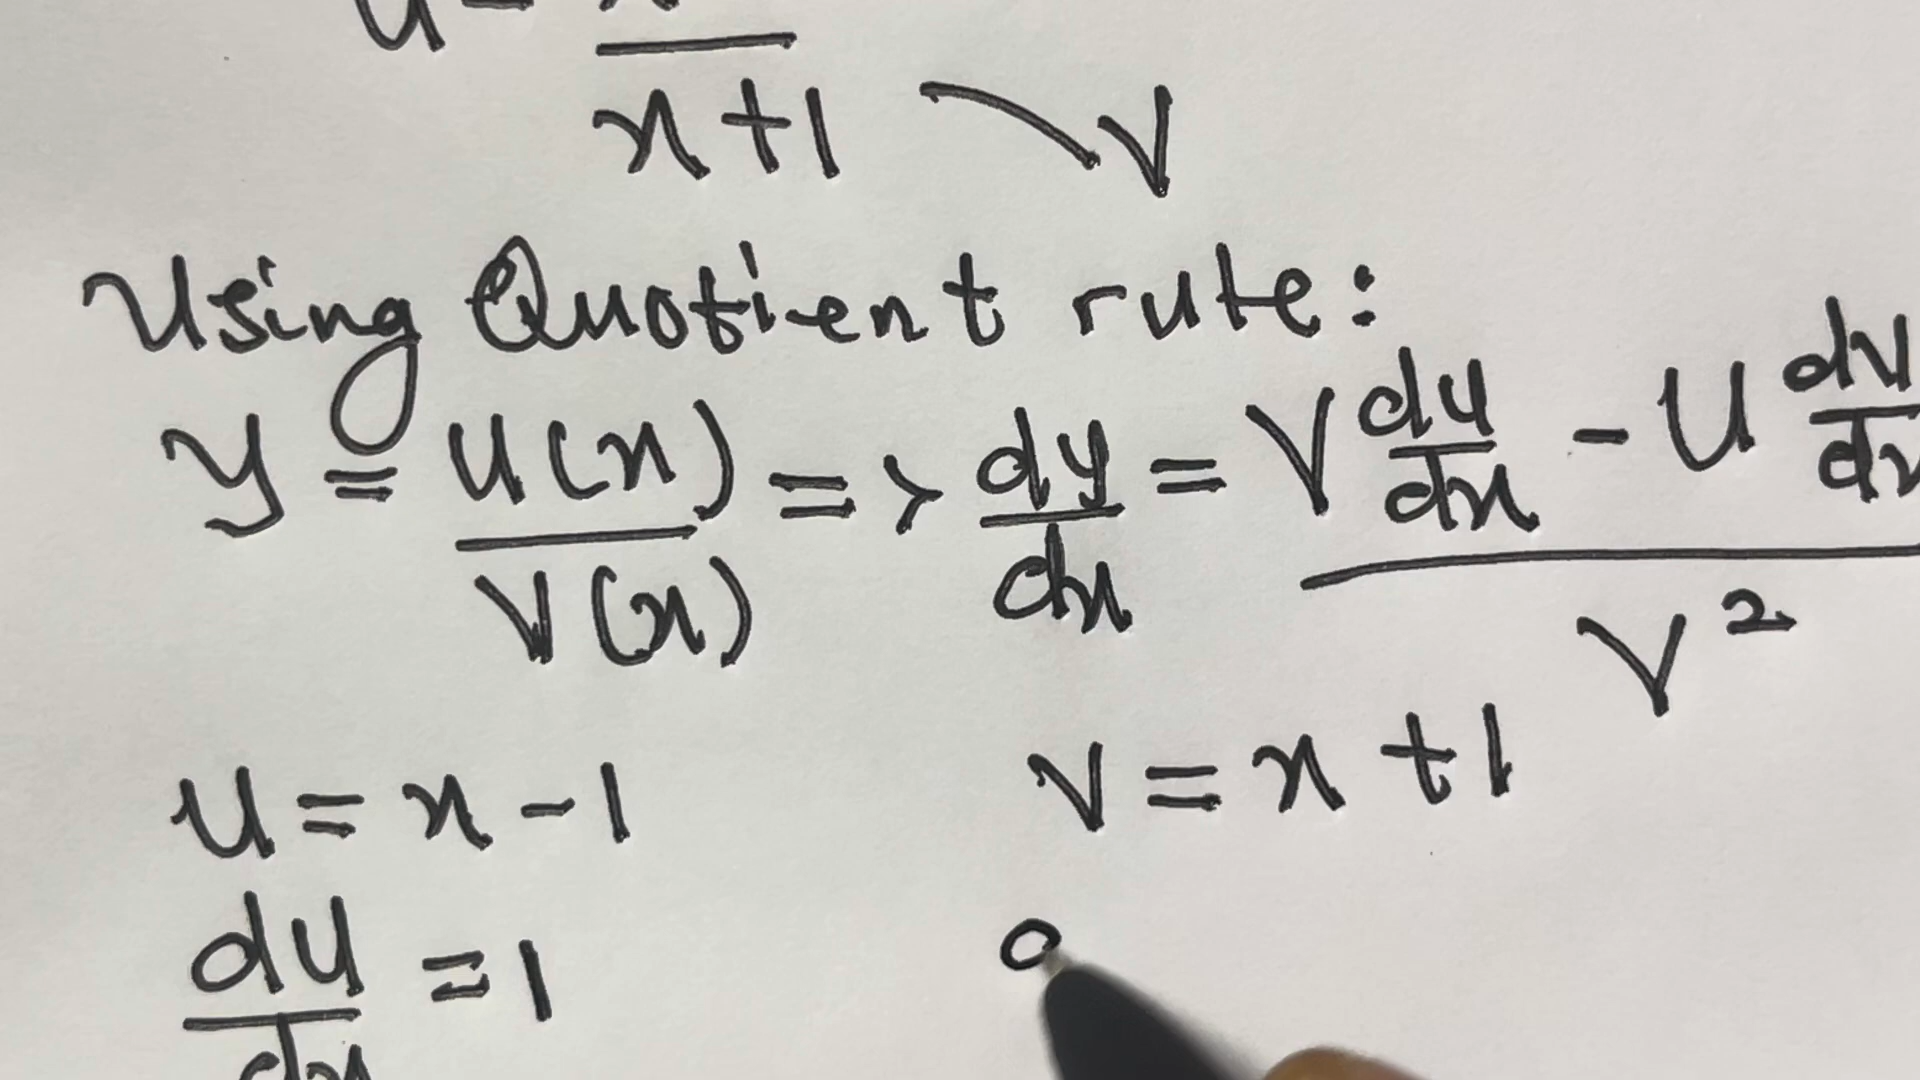 x+1 V
Using Quotient rule:
y = u(x)/V(x) => dy/dx = V du/dx - U dv/dx / V²
u = x - 1 V = x + 1
du/dx = 1